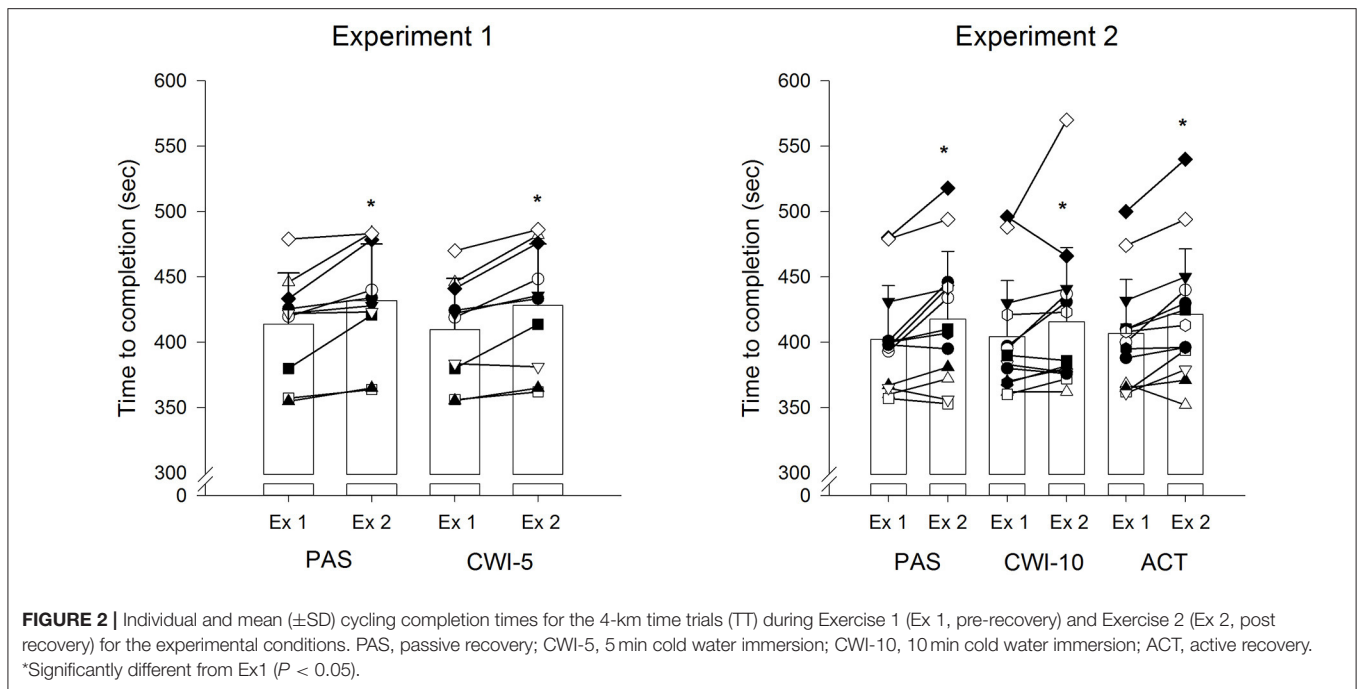 Experiment 1
Time to completion (sec)
600
550
500
450
400
350
300
0
*
*
Ex 1 Ex 2 Ex 1 Ex 2
PAS CWI-5
Experiment 2
Time to completion (sec)
600
550
500
450
400
350
300
0
*
*
*
Ex 1 Ex 2 Ex 1 Ex 2 Ex 1 Ex 2
PAS CWI-10 ACT
FIGURE 2 | Individual and mean (±SD) cycling completion times for the 4-km time trials (TT) during Exercise 1 (Ex 1, pre-recovery) and Exercise 2 (Ex 2, post
recovery) for the experimental conditions. PAS, passive recovery; CWI-5, 5 min cold water immersion; CWI-10, 10 min cold water immersion; ACT, active recovery.
*Significantly different from Ex1 (P < 0.05).